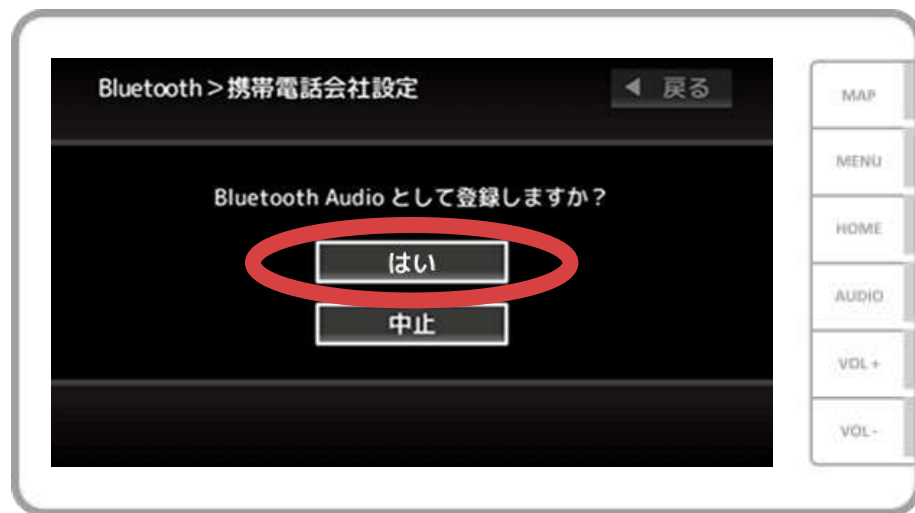 Bluetooth>携帯電話会社設定
◀ 戻る
Bluetooth Audio として登録しますか？
はい
中止
MAP
MENU
HOME
AUDIO
VOL +
VOL -